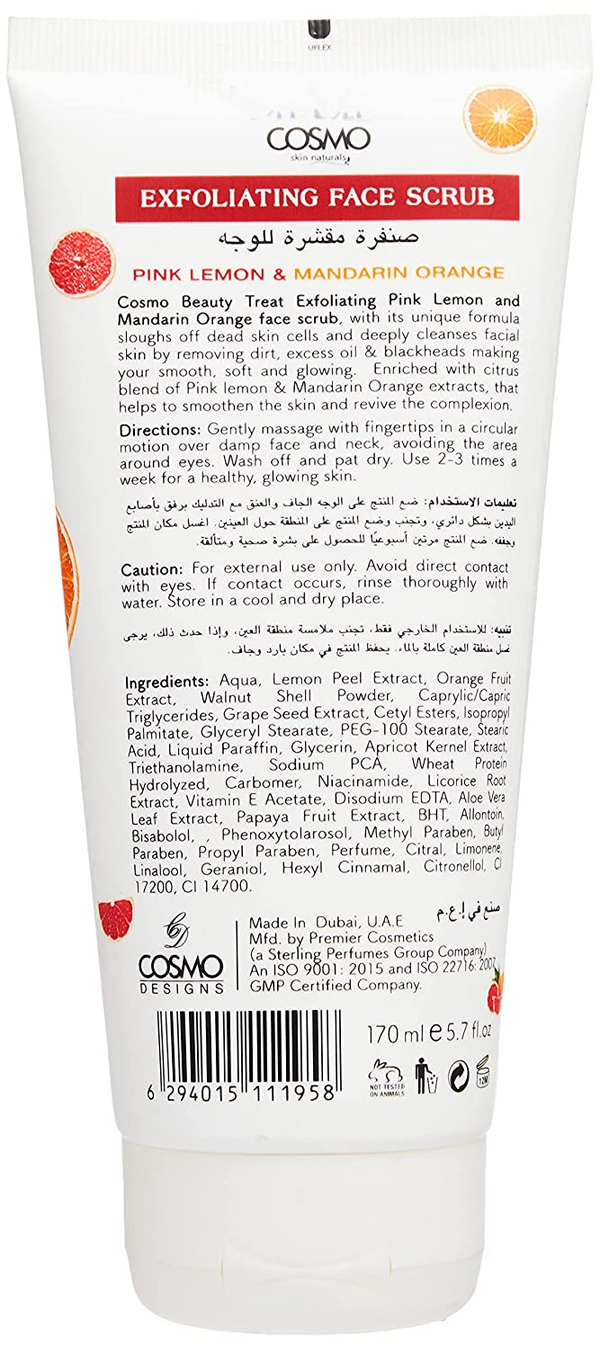 UFLEX
COSMO
skin naturals
EXFOLIATING FACE SCRUB
صنفرة مقشرة للوجه
PINK LEMON & MANDARIN ORANGE
Cosmo Beauty Treat Exfoliating Pink Lemon and
Mandarin Orange face scrub, with its unique formula
sloughs off dead skin cells and deeply cleanses facial
skin by removing dirt, excess oil & blackheads making
your smooth, soft and glowing. Enriched with citrus
blend of Pink lemon & Mandarin Orange extracts, that
helps to smoothen the skin and revive the complexion.
Directions: Gently massage with fingertips in a circular
motion over damp face and neck, avoiding the area
around eyes. Wash off and pat dry. Use 2-3 times a
week for a healthy, glowing skin.
تعليمات الاستخدام: ضع المنتج على الوجه الجاف والعنق مع التدليك برفق بأصابع
اليدين بشكل دائري، وتجنب وضع المنتج على المنطقة حول العينين. اغسل مكان المنتج
وجففه. ضع المنتج مرتين أسبوعيًا للحصول على بشرة صحية ومتألقة.
Caution: For external use only. Avoid direct contact
with eyes. If contact occurs, rinse thoroughly with
water. Store in a cool and dry place.
تنبيه: للاستخدام الخارجي فقط، تجنب ملامسة منطقة العين، وإذا حدث ذلك، يرجى
غسل منطقة العين كاملة بالماء. يحفظ المنتج في مكان بارد وجاف.
Ingredients: Aqua, Lemon Peel Extract, Orange Fruit
Extract, Walnut Shell Powder, Caprylic/Capric
Triglycerides, Grape Seed Extract, Cetyl Esters, Isopropyl
Palmitate, Glyceryl Stearate, PEG-100 Stearate, Stearic
Acid, Liquid Paraffin, Glycerin, Apricot Kernel Extract,
Triethanolamine, Sodium PCA, Wheat Protein
Hydrolyzed, Carbomer, Niacinamide, Licorice Root
Extract, Vitamin E Acetate, Disodium EDTA, Aloe Vera
Leaf Extract, Papaya Fruit Extract, BHT, Allontoin,
Bisabolol, , Phenoxytolarosol, Methyl Paraben, Butyl
Paraben, Propyl Paraben, Perfume, Citral, Limonene,
Linalool, Geraniol, Hexyl Cinnamal, Citronellol, CI
17200, CI 14700.
صنع في إ.ع.م
Made In Dubai, U.A.E
Mfd. by Premier Cosmetics
(a Sterling Perfumes Group Company)
An ISO 9001: 2015 and ISO 22716: 2007
GMP Certified Company.
CD
COSMO
DESIGNS
170 ml e 5.7 fl.oz
6 294015 111958
NOT TESTED
ON ANIMALS
12M